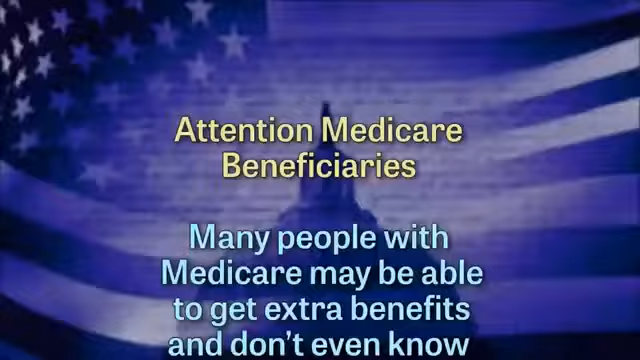 Attention Medicare
Beneficiaries
Many people with
Medicare may be able
to get extra benefits
and don't even know